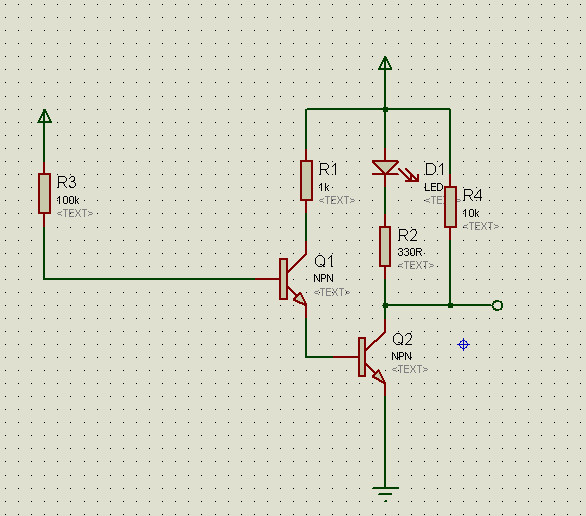 R3
100k
<TEXT>
R1
1k
<TEXT>
D1
LED
<TEXT>
R4
10k
<TEXT>
R2
330R
<TEXT>
Q1
NPN
<TEXT>
Q2
NPN
<TEXT>